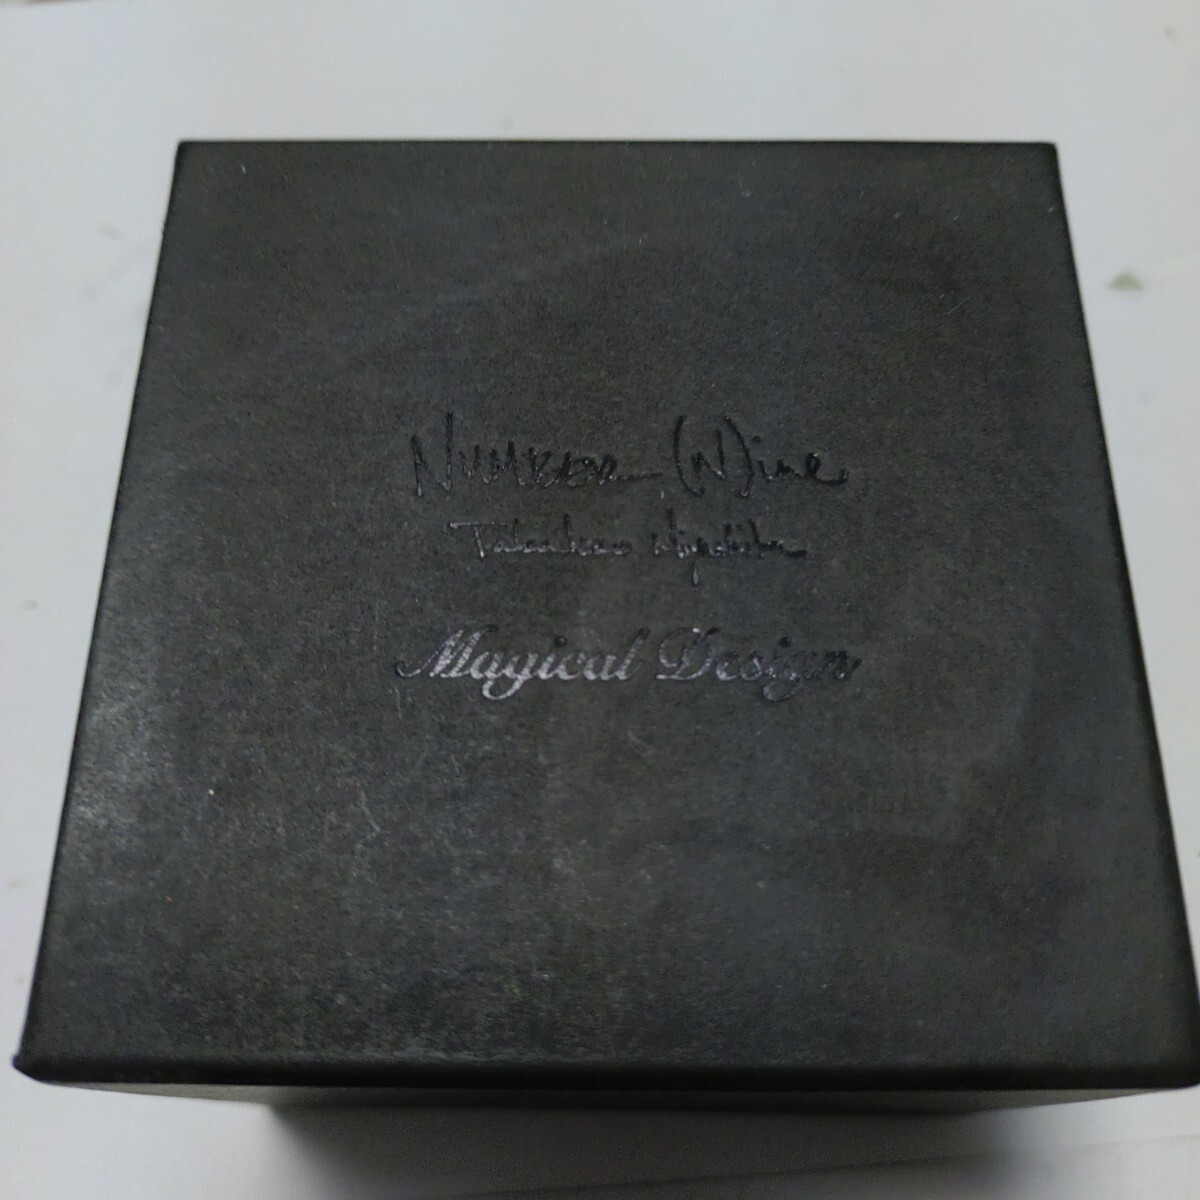 NUMBER (N)ine
Takahiro Miyashita
Magical Design